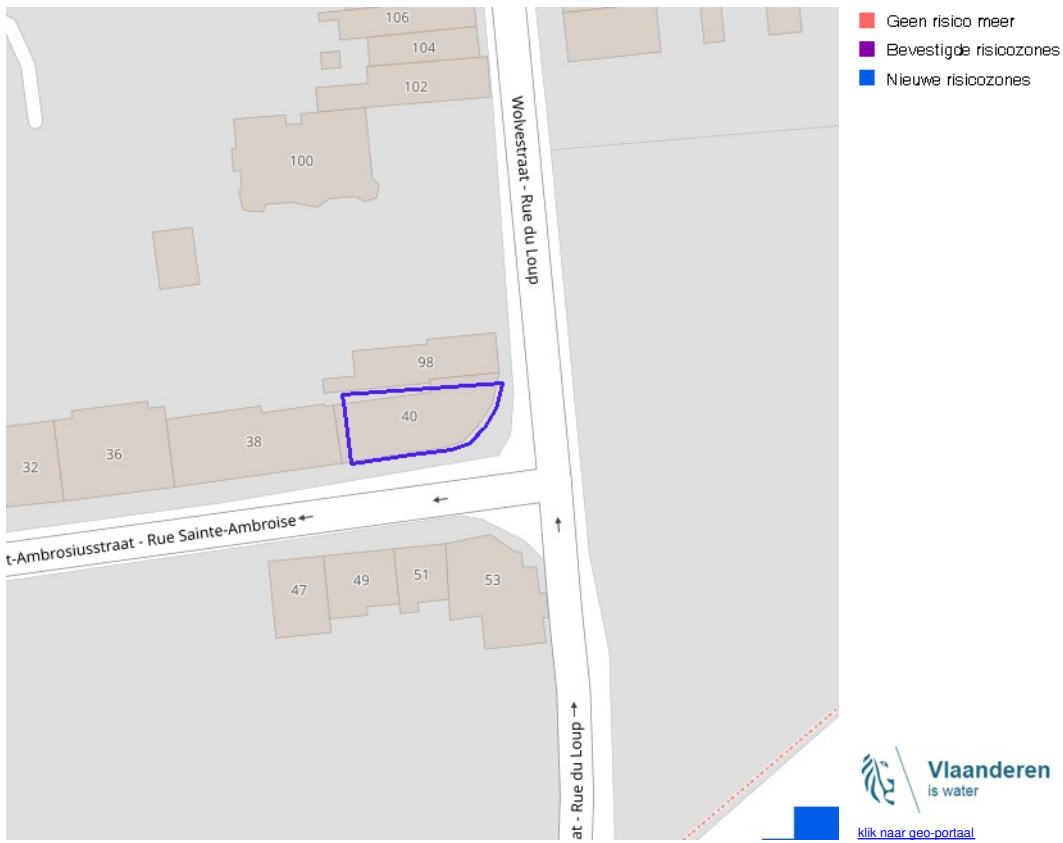 106
104
102
100
Wolvestraat - Rue du Loup
98
40
38
36
32
t-Ambrosiusstraat - Rue Sainte-Ambroise
47
49
51
53
at - Rue du Loup
Geen risico meer
Bevestigde risicozones
Nieuwe risicozones
Vlaanderen
is water
klik naar geo-portaal